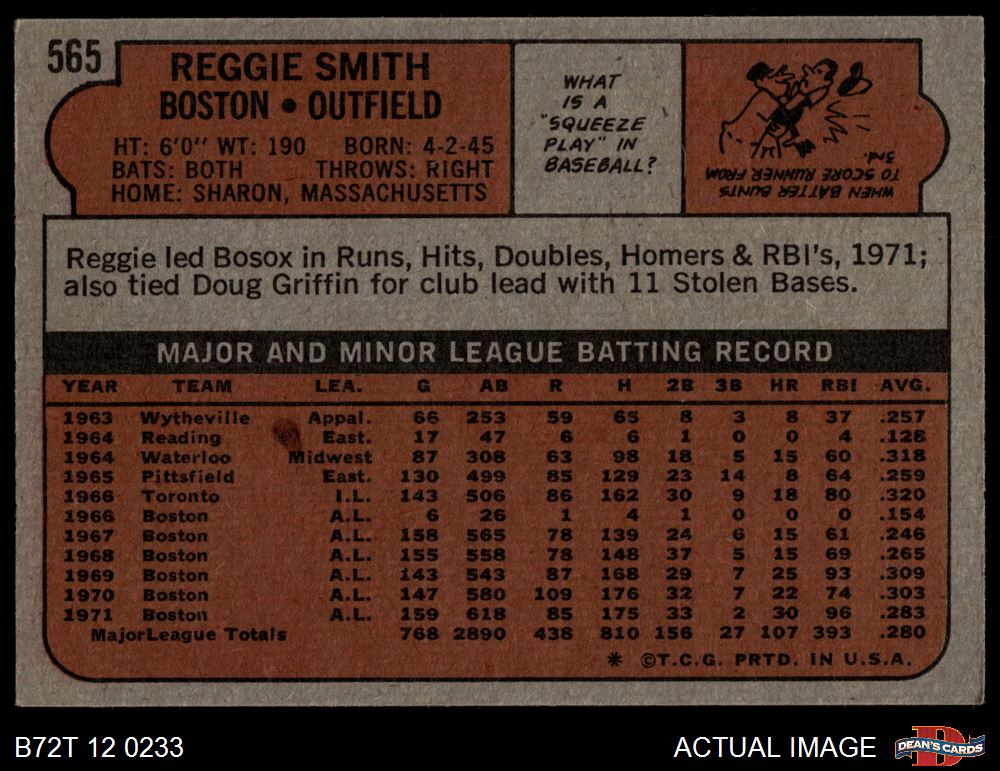 565
REGGIE SMITH
BOSTON • OUTFIELD
HT: 6'0" WT: 190 BORN: 4-2-45
BATS: BOTH THROWS: RIGHT
HOME: SHARON, MASSACHUSETTS
WHAT
IS A
"SQUEEZE
PLAY" IN
BASEBALL?
WHEN BATTER BUNTS
TO SCORE RUNNER FROM
3rd.
Reggie led Bosox in Runs, Hits, Doubles, Homers & RBI's, 1971;
also tied Doug Griffin for club lead with 11 Stolen Bases.
MAJOR AND MINOR LEAGUE BATTING RECORD
YEAR TEAM LEA. G AB R H 2B 3B HR RBI AVG.
1963 Wytheville Appal. 66 253 59 65 8 3 8 37 .257
1964 Reading East. 17 47 6 6 1 0 0 4 .128
1964 Waterloo Midwest 87 308 63 98 18 5 15 60 .318
1965 Pittsfield East. 130 499 85 129 23 14 8 64 .259
1966 Toronto I.L. 143 506 86 162 30 9 18 80 .320
1966 Boston A.L. 6 26 1 4 1 0 0 0 .154
1967 Boston A.L. 158 565 78 139 24 6 15 61 .246
1968 Boston A.L. 155 558 78 148 37 5 15 69 .265
1969 Boston A.L. 143 543 87 168 29 7 25 93 .309
1970 Boston A.L. 147 580 109 176 32 7 22 74 .303
1971 Boston A.L. 159 618 85 175 33 2 30 96 .283
Major League Totals 768 2890 438 810 156 27 107 393 .280
* ©T.C.G. PRTD. IN U.S.A.
B72T 12 0233
ACTUAL IMAGE
D
DEAN'S CARDS